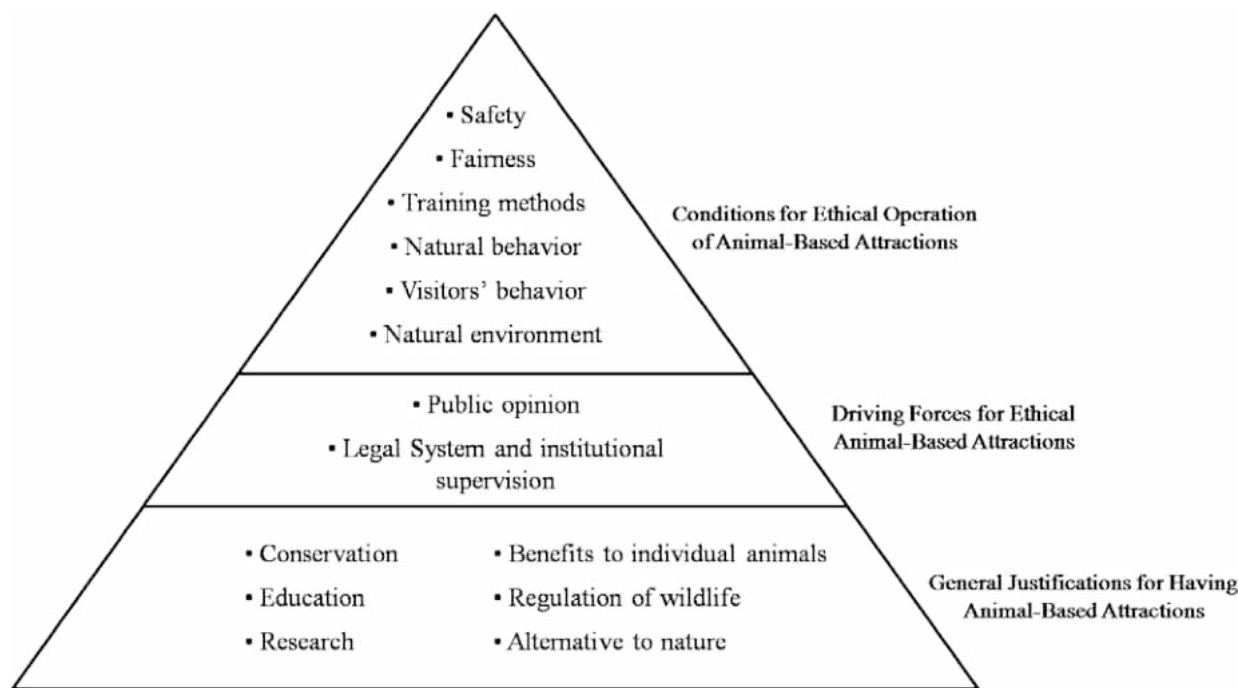 ▪ Safety
▪ Fairness
▪ Training methods
▪ Natural behavior
▪ Visitors' behavior
▪ Natural environment
Conditions for Ethical Operation
of Animal-Based Attractions
▪ Public opinion
▪ Legal System and institutional
supervision
Driving Forces for Ethical
Animal-Based Attractions
▪ Conservation
▪ Education
▪ Research
▪ Benefits to individual animals
▪ Regulation of wildlife
▪ Alternative to nature
General Justifications for Having
Animal-Based Attractions